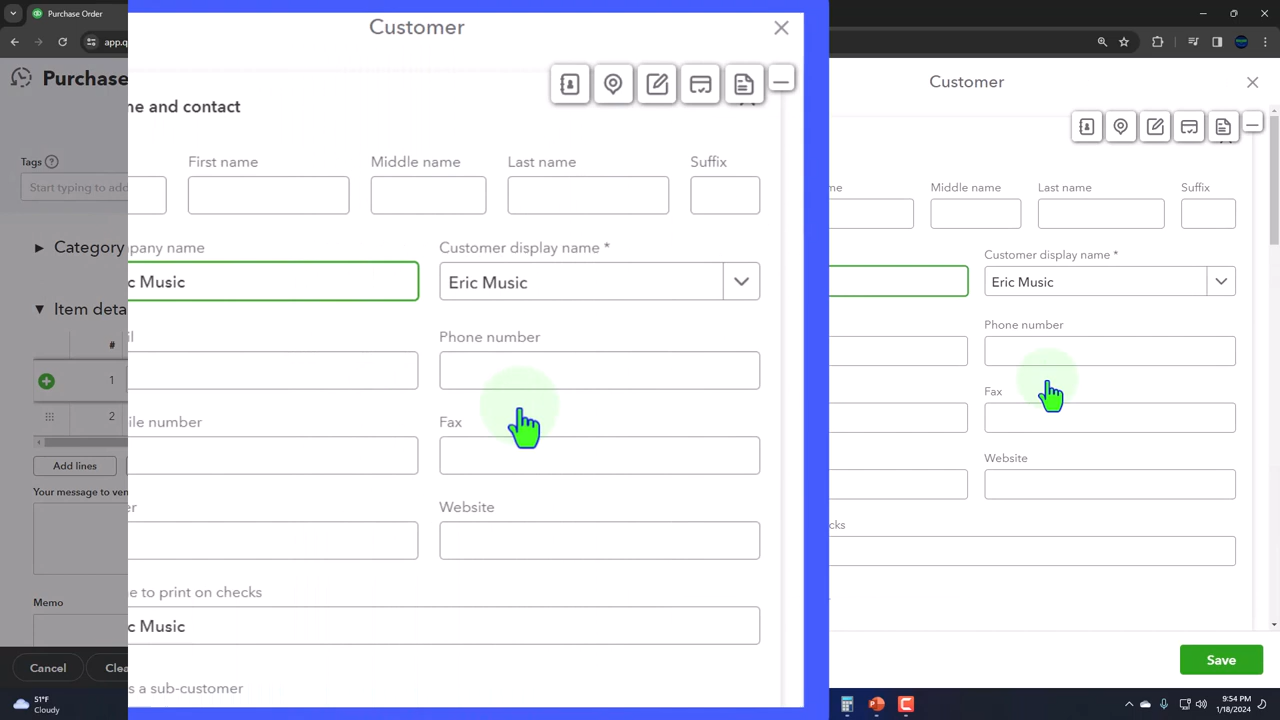 Purchase
Tags
Start typing to add
Category
Item deta
#
1
2
Add lines
Your message to ven
Memo
Cancel
Clea
51°F
Cloudy
Customer
ne and contact
First name
Middle name
Last name
Suffix
pany name
Customer display name *
c Music
Eric Music
il
Phone number
ile number
Fax
er
Website
e to print on checks
c Music
s a sub-customer
Customer
me
Middle name
Last name
Suffix
Customer display name *
Eric Music
Phone number
Fax
Website
cks
Save
9:54 PM
1/18/2024